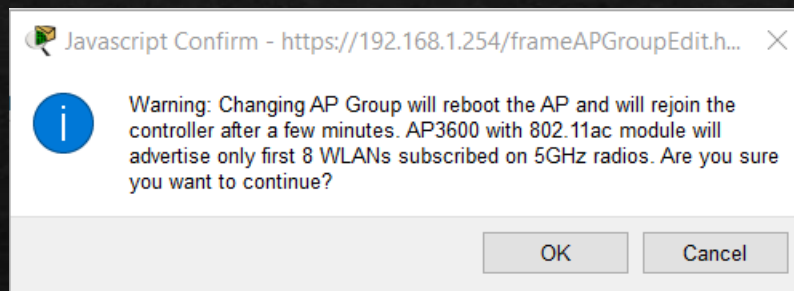 Javascript Confirm - https://192.168.1.254/frameAPGroupEdit.h...
Warning: Changing AP Group will reboot the AP and will rejoin the
controller after a few minutes. AP3600 with 802.11ac module will
advertise only first 8 WLANs subscribed on 5GHz radios. Are you sure
you want to continue?
OK
Cancel